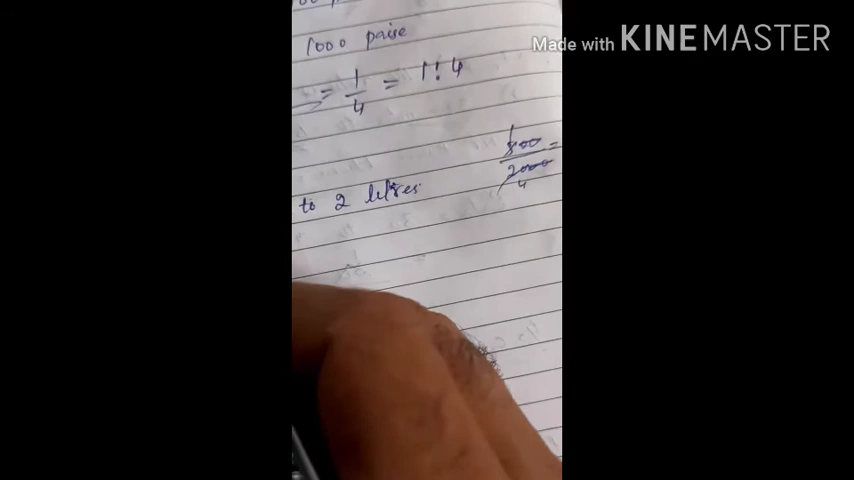 Made with KINEMASTER
1000 paise
= 1/4 = 1:4
to 2 litres
500/2000 =
1
4